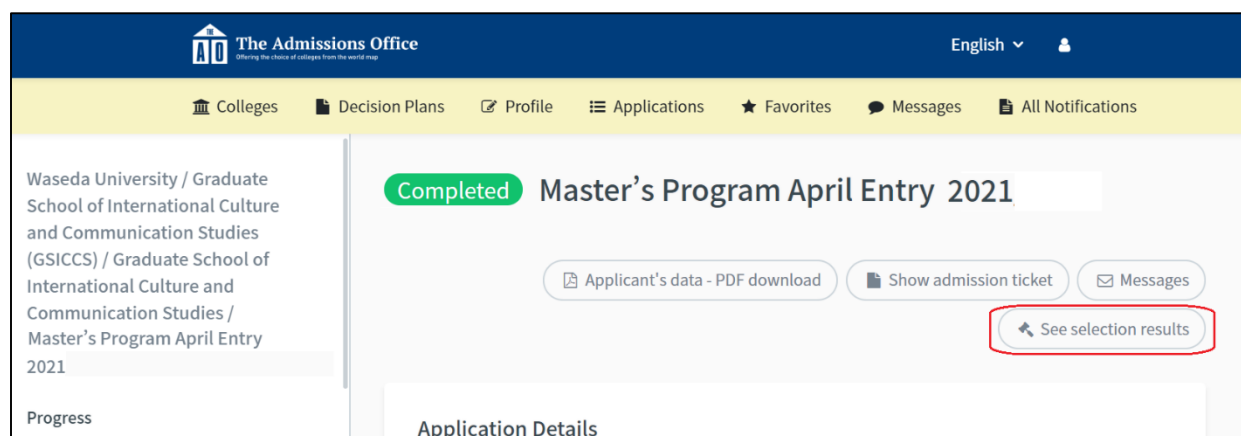 The Admissions Office
Offering the choice of colleges from the world map
English
Colleges
Decision Plans
Profile
Applications
Favorites
Messages
All Notifications
Waseda University / Graduate
School of International Culture
and Communication Studies
(GSICCS) / Graduate School of
International Culture and
Communication Studies /
Master's Program April Entry
2021
Progress
Completed
Master's Program April Entry 2021
Applicant's data - PDF download
Show admission ticket
Messages
See selection results
Application Details